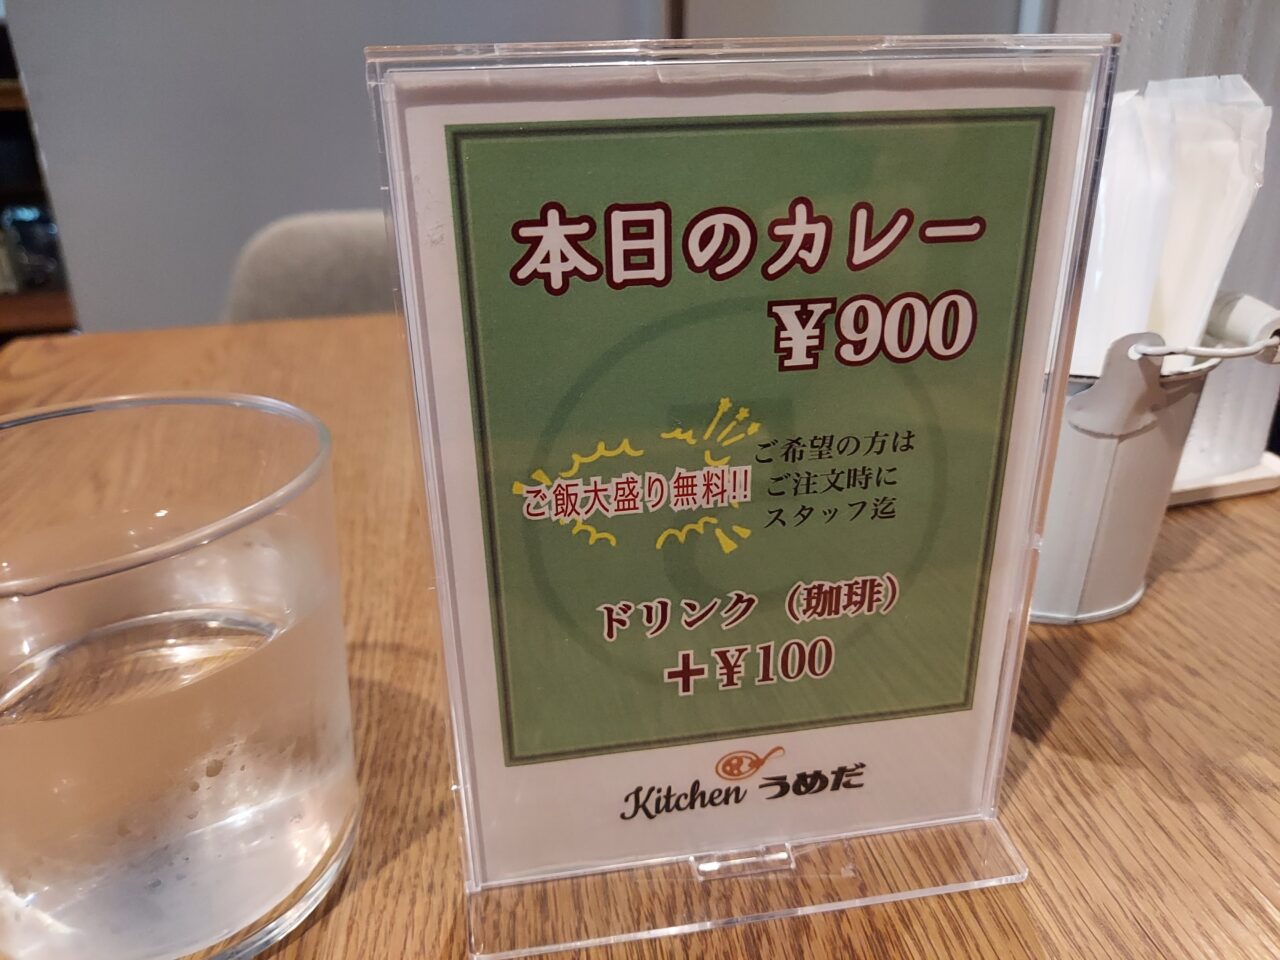 本日のカレー
¥900
ご飯大盛り無料!!
ご希望の方は
ご注文時に
スタッフ迄
ドリンク（珈琲）
＋¥100
Kitchen うめだ